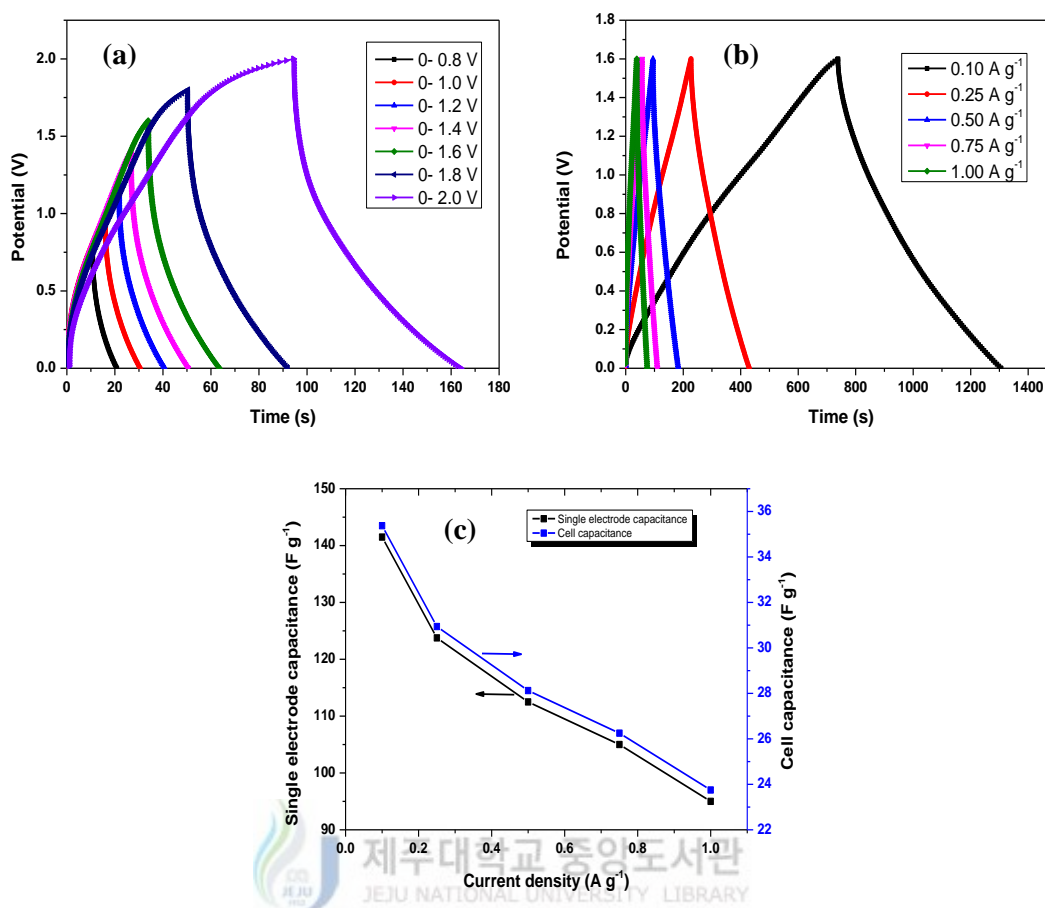 (a)
0- 0.8 V
0- 1.0 V
0- 1.2 V
0- 1.4 V
0- 1.6 V
0- 1.8 V
0- 2.0 V
2.0
1.5
1.0
0.5
0.0
Potential (V)
0 20 40 60 80 100 120 140 160 180
Time (s)
(b)
0.10 A g⁻¹
0.25 A g⁻¹
0.50 A g⁻¹
0.75 A g⁻¹
1.00 A g⁻¹
1.8
1.6
1.4
1.2
1.0
0.8
0.6
0.4
0.2
0.0
Potential (V)
0 200 400 600 800 1000 1200 1400
Time (s)
(c)
Single electrode capacitance
Cell capacitance
150
140
130
120
110
100
90
Single electrode capacitance (F g⁻¹)
36
34
32
30
28
26
24
22
Cell capacitance (F g⁻¹)
0.0 0.2 0.4 0.6 0.8 1.0
Current density (A g⁻¹)
제주대학교 중앙도서관
JEJU NATIONAL UNIVERSITY LIBRARY
JEJU
1952